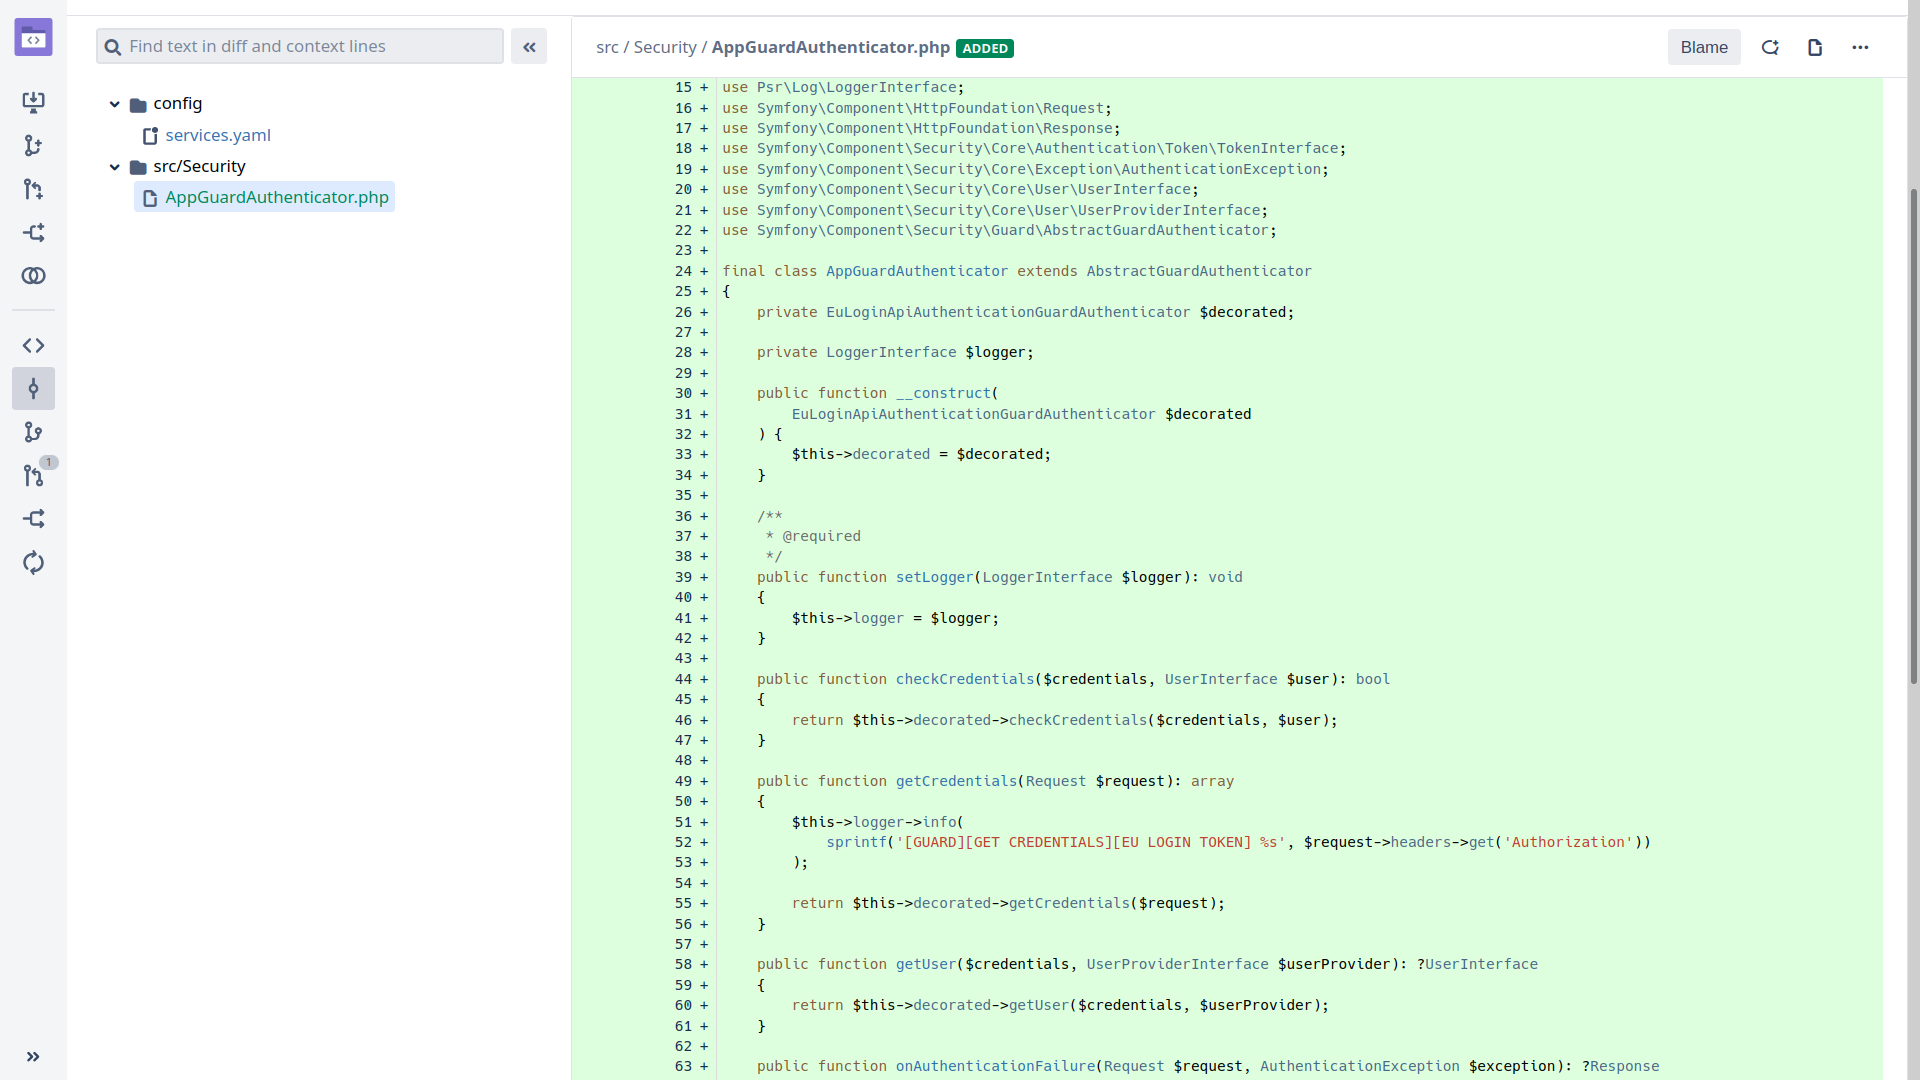 Find text in diff and context lines
config
services.yaml
src/Security
AppGuardAuthenticator.php
1
src / Security / AppGuardAuthenticator.php ADDED
Blame
15 + use Psr\Log\LoggerInterface;
16 + use Symfony\Component\HttpFoundation\Request;
17 + use Symfony\Component\HttpFoundation\Response;
18 + use Symfony\Component\Security\Core\Authentication\Token\TokenInterface;
19 + use Symfony\Component\Security\Core\Exception\AuthenticationException;
20 + use Symfony\Component\Security\Core\User\UserInterface;
21 + use Symfony\Component\Security\Core\User\UserProviderInterface;
22 + use Symfony\Component\Security\Guard\AbstractGuardAuthenticator;
23 +
24 + final class AppGuardAuthenticator extends AbstractGuardAuthenticator
25 + {
26 +     private EuLoginApiAuthenticationGuardAuthenticator $decorated;
27 +
28 +     private LoggerInterface $logger;
29 +
30 +     public function __construct(
31 +         EuLoginApiAuthenticationGuardAuthenticator $decorated
32 +     ) {
33 +         $this->decorated = $decorated;
34 +     }
35 +
36 +     /**
37 +      * @required
38 +      */
39 +     public function setLogger(LoggerInterface $logger): void
40 +     {
41 +         $this->logger = $logger;
42 +     }
43 +
44 +     public function checkCredentials($credentials, UserInterface $user): bool
45 +     {
46 +         return $this->decorated->checkCredentials($credentials, $user);
47 +     }
48 +
49 +     public function getCredentials(Request $request): array
50 +     {
51 +         $this->logger->info(
52 +             sprintf('[GUARD][GET CREDENTIALS][EU LOGIN TOKEN] %s', $request->headers->get('Authorization'))
53 +         );
54 +
55 +         return $this->decorated->getCredentials($request);
56 +     }
57 +
58 +     public function getUser($credentials, UserProviderInterface $userProvider): ?UserInterface
59 +     {
60 +         return $this->decorated->getUser($credentials, $userProvider);
61 +     }
62 +
63 +     public function onAuthenticationFailure(Request $request, AuthenticationException $exception): ?Response